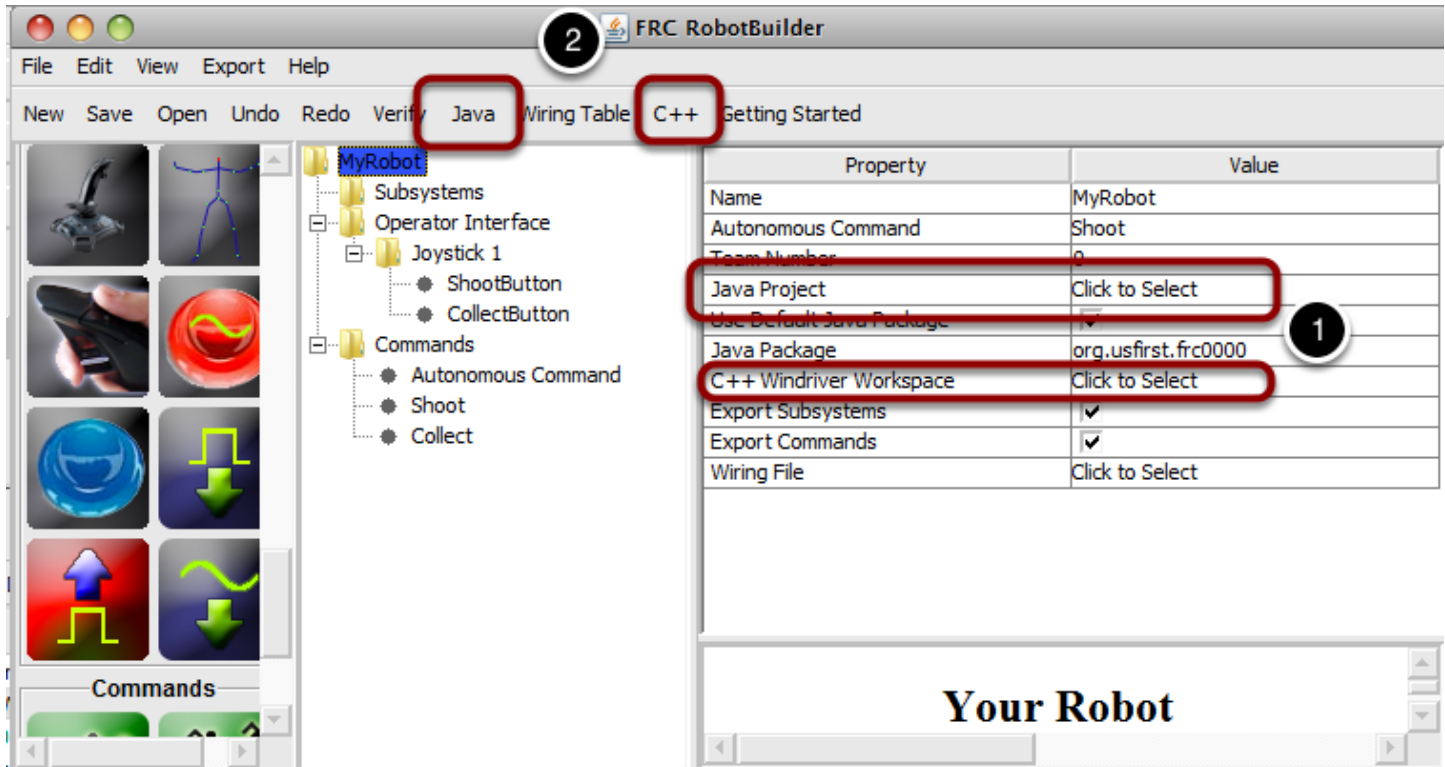 2
FRC RobotBuilder
File Edit View Export Help
New Save Open Undo Redo Verify Java Wiring Table C++ Getting Started
MyRobot
Subsystems
Operator Interface
Joystick 1
ShootButton
CollectButton
Commands
Autonomous Command
Shoot
Collect
Commands
Property Value
Name MyRobot
Autonomous Command Shoot
Team Number 0
Java Project Click to Select
Use Default Java Package
1
Java Package org.usfirst.frc0000
C++ Windriver Workspace Click to Select
Export Subsystems
Export Commands
Wiring File Click to Select
Your Robot